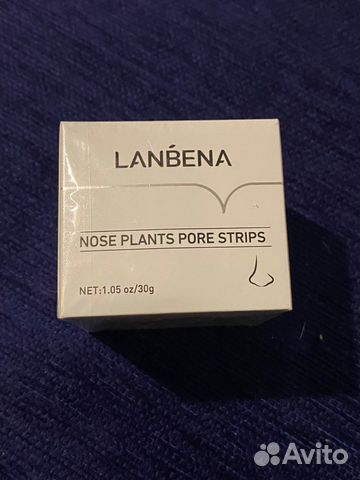 LANBENA
NOSE PLANTS PORE STRIPS
NET:1.05 oz/30g
Avito